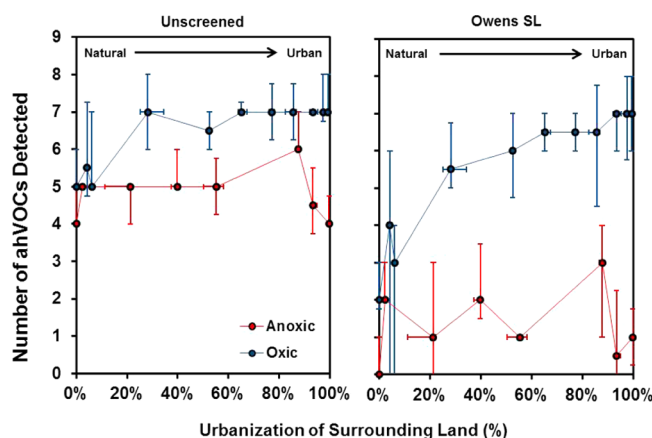 Unscreened
Owens SL
Natural
Urban
Natural
Urban
Number of ahVOCs Detected
9
8
7
6
5
4
3
2
1
0
Anoxic
Oxic
0%
20%
40%
60%
80%
100%
0%
20%
40%
60%
80%
100%
Urbanization of Surrounding Land (%)